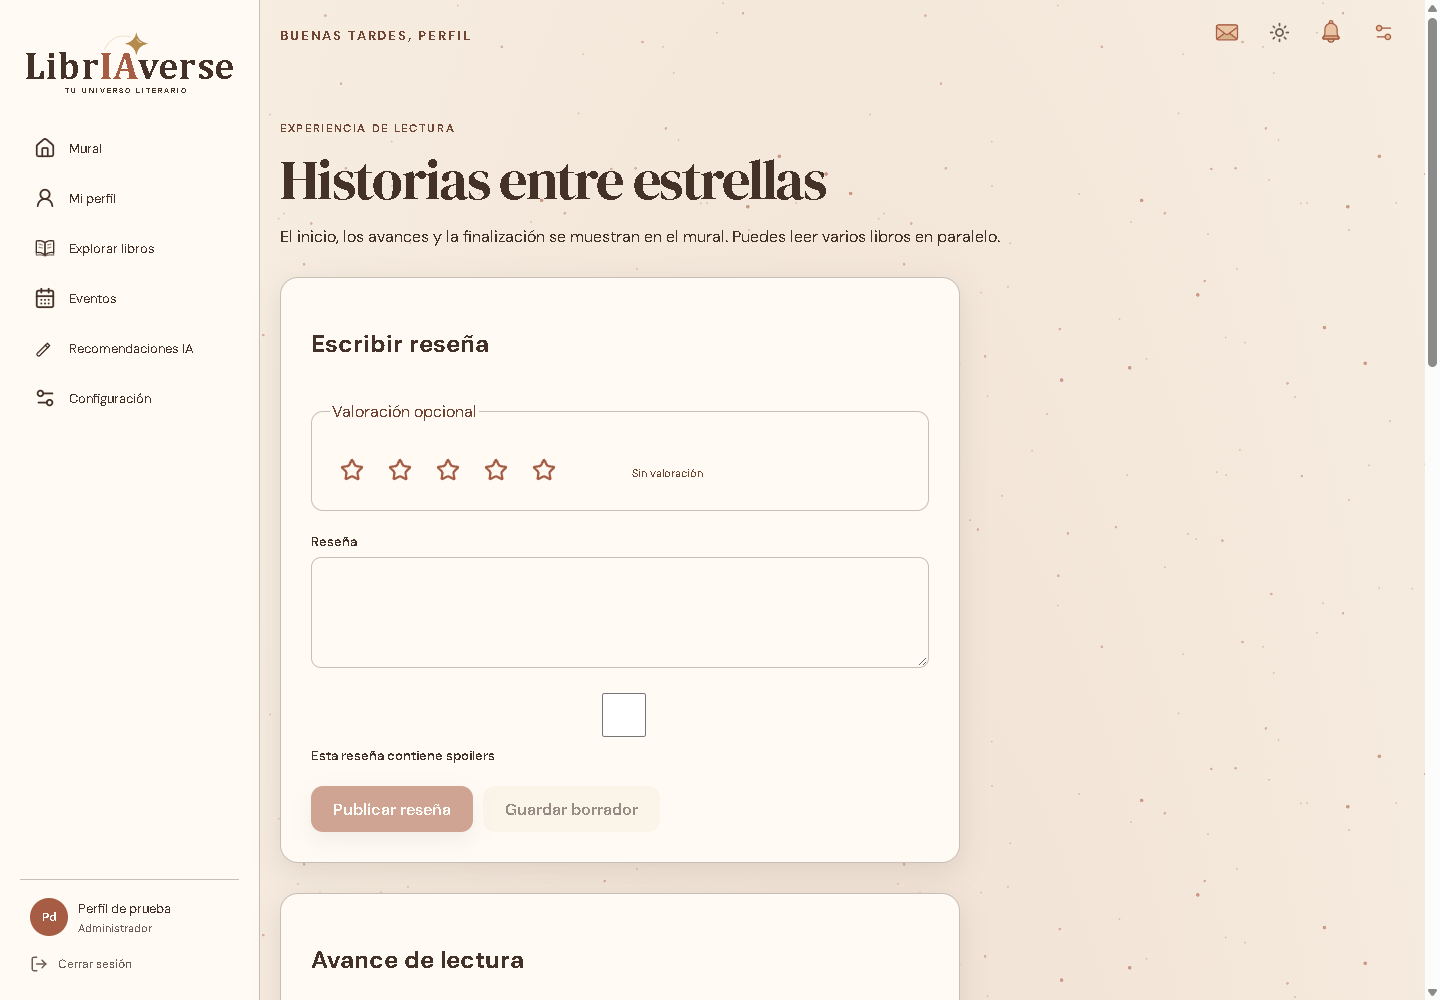 LibrIAverse
TU UNIVERSO LITERARIO
Mural
Mi perfil
Explorar libros
Eventos
Recomendaciones IA
Configuración
Pd
Perfil de prueba
Administrador
Cerrar sesión
BUENAS TARDES, PERFIL
EXPERIENCIA DE LECTURA
Historias entre estrellas
El inicio, los avances y la finalización se muestran en el mural. Puedes leer varios libros en paralelo.
Escribir reseña
Valoración opcional
Sin valoración
Reseña
Esta reseña contiene spoilers
Publicar reseña
Guardar borrador
Avance de lectura